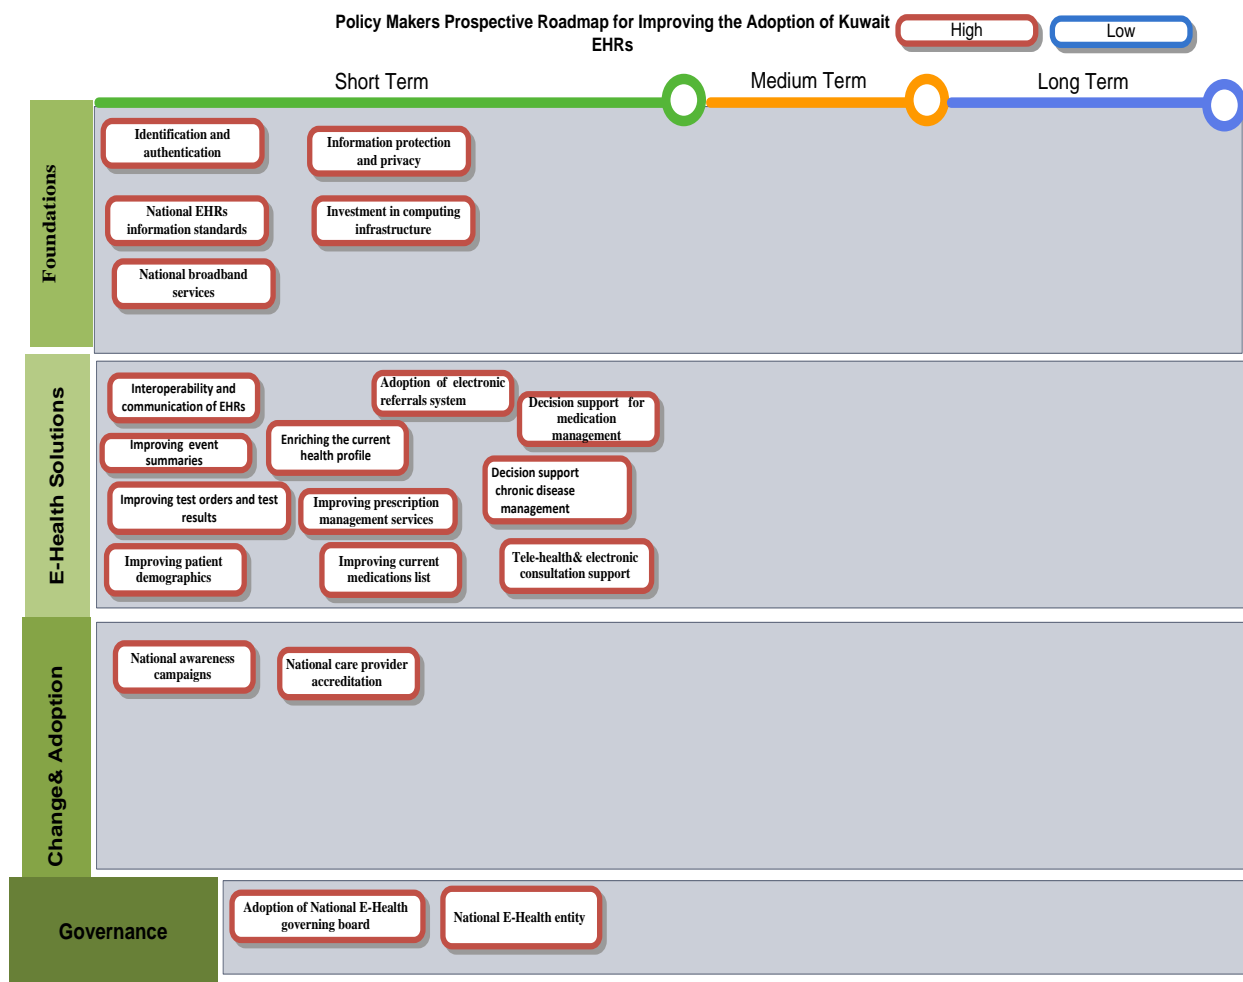 Policy Makers Prospective Roadmap for Improving the Adoption of Kuwait
EHRs
High
Low
Short Term
Medium Term
Long Term
Foundations
Identification and
authentication
Information protection
and privacy
National EHRs
information standards
Investment in computing
infrastructure
National broadband
services
E-Health Solutions
Interoperability and
communication of EHRs
Adoption of electronic
referrals system
Decision support for
medication
management
Improving event
summaries
Enriching the current
health profile
Decision support
chronic disease
management
Improving test orders and test
results
Improving prescription
management services
Improving patient
demographics
Improving current
medications list
Tele-health& electronic
consultation support
Change& Adoption
National awareness
campaigns
National care provider
accreditation
Governance
Adoption of National E-Health
governing board
National E-Health entity